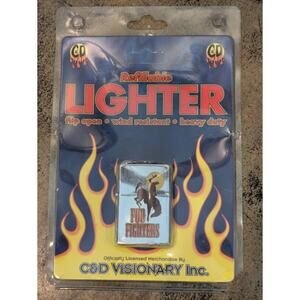 CD CD
Refillable
LIGHTER
flip open • wind resistant • heavy duty
FOO
FIGHTERS
Officially Licensed Merchandise By
C&D VISIONARY Inc.